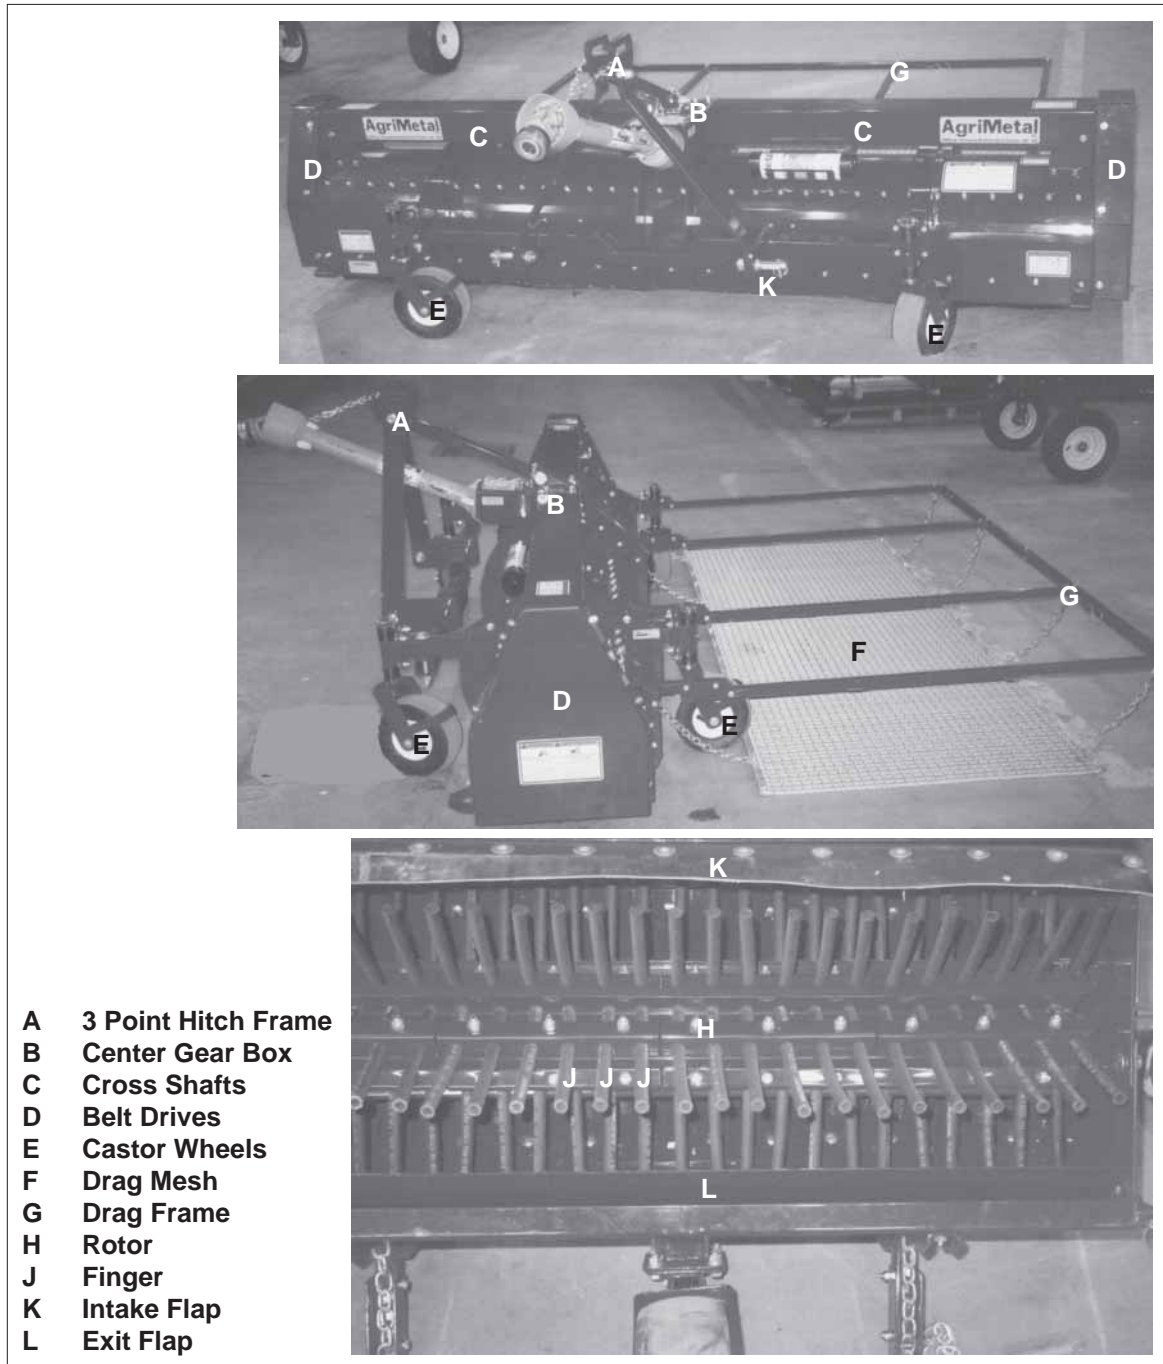 A
G
B
AgriMetal
C
C
AgriMetal
D
D
K
E
E
A
B
G
F
D
E
E
K
H
J J J
L
A 3 Point Hitch Frame
B Center Gear Box
C Cross Shafts
D Belt Drives
E Castor Wheels
F Drag Mesh
G Drag Frame
H Rotor
J Finger
K Intake Flap
L Exit Flap